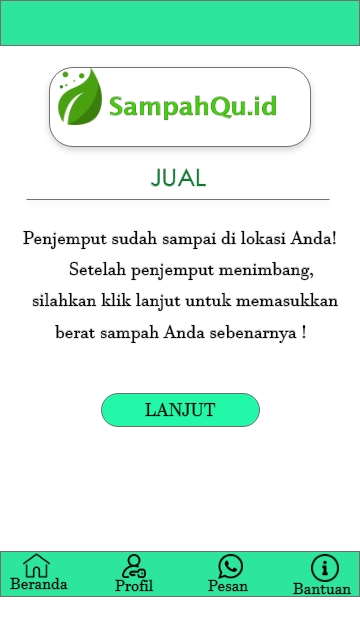 SampahQu.id
JUAL
Penjemput sudah sampai di lokasi Anda!
Setelah penjemput menimbang,
silahkan klik lanjut untuk memasukkan
berat sampah Anda sebenarnya !
LANJUT
Beranda Profil Pesan Bantuan